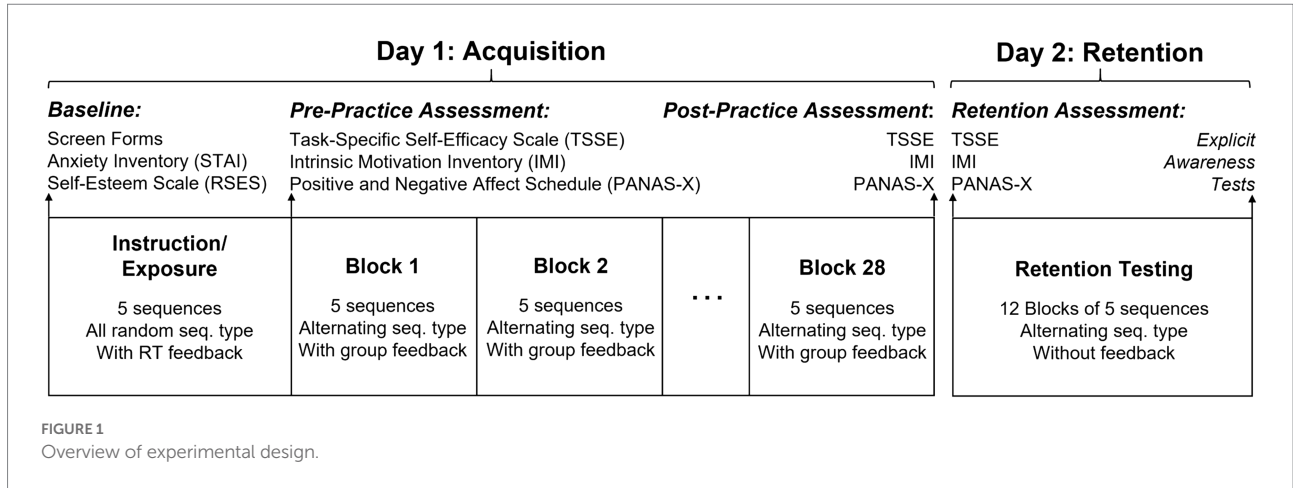 Day 1: Acquisition
Day 2: Retention
Baseline:
Screen Forms
Anxiety Inventory (STAI)
Self-Esteem Scale (RSES)
Pre-Practice Assessment:
Task-Specific Self-Efficacy Scale (TSSE)
Intrinsic Motivation Inventory (IMI)
Positive and Negative Affect Schedule (PANAS-X)
Post-Practice Assessment:
TSSE
IMI
PANAS-X
Retention Assessment:
TSSE
IMI
PANAS-X
Explicit
Awareness
Tests
Instruction/
Exposure
5 sequences
All random seq. type
With RT feedback
Block 1
5 sequences
Alternating seq. type
With group feedback
Block 2
5 sequences
Alternating seq. type
With group feedback
...
Block 28
5 sequences
Alternating seq. type
With group feedback
Retention Testing
12 Blocks of 5 sequences
Alternating seq. type
Without feedback
FIGURE 1
Overview of experimental design.